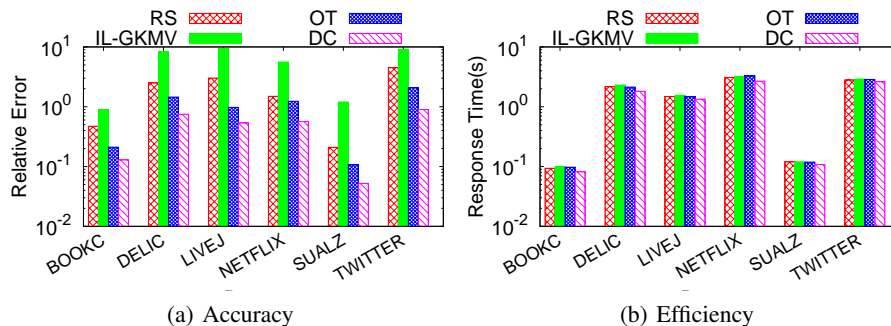 RS OT
IL-GKMV DC
Relative Error
10^1
10^0
10^-1
10^-2
BOOKC DELIC LIVEJ NETFLIX SUALZ TWITTER
(a) Accuracy
RS OT
IL-GKMV DC
Response Time(s)
10^1
10^0
10^-1
10^-2
BOOKC DELIC LIVEJ NETFLIX SUALZ TWITTER
(b) Efficiency